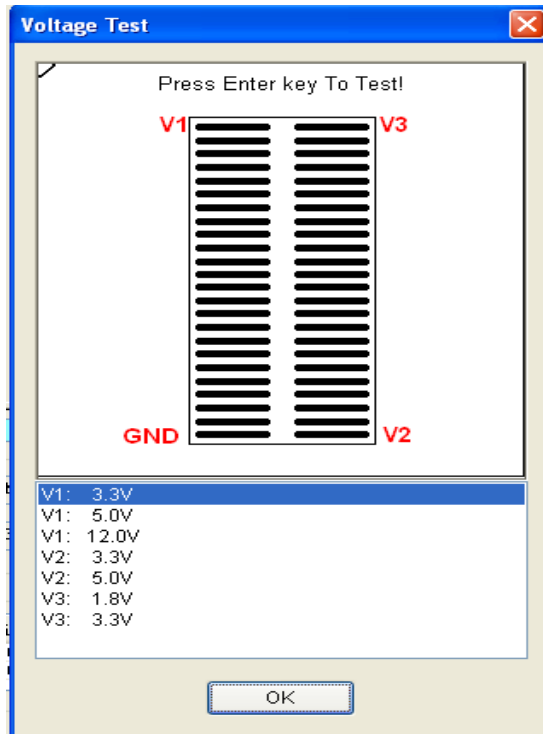 Voltage Test
Press Enter key To Test!
V1 V3
GND V2
V1: 3.3V
V1: 5.0V
V1: 12.0V
V2: 3.3V
V2: 5.0V
V3: 1.8V
V3: 3.3V
OK